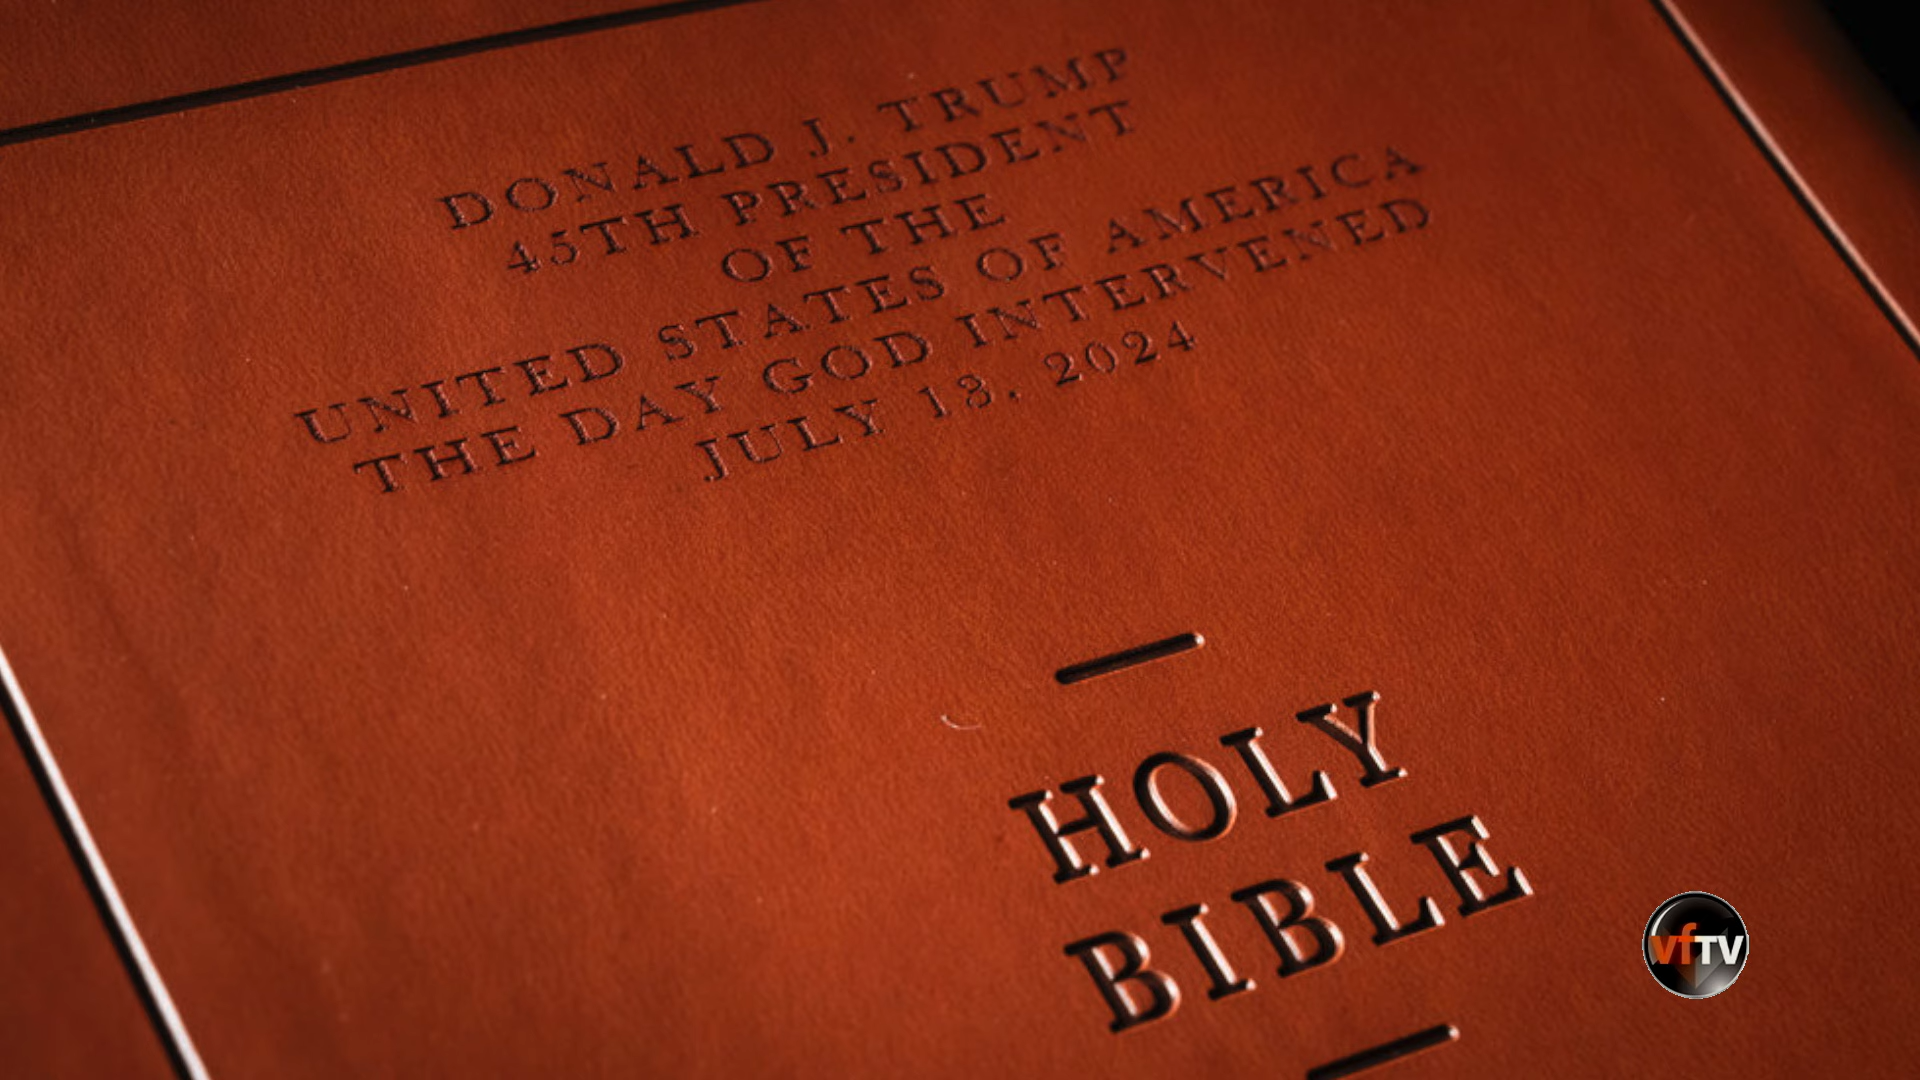 DONALD J. TRUMP
45TH PRESIDENT
OF THE
UNITED STATES OF AMERICA
THE DAY GOD INTERVENED
JULY 13, 2024
HOLY
BIBLE
vfTV